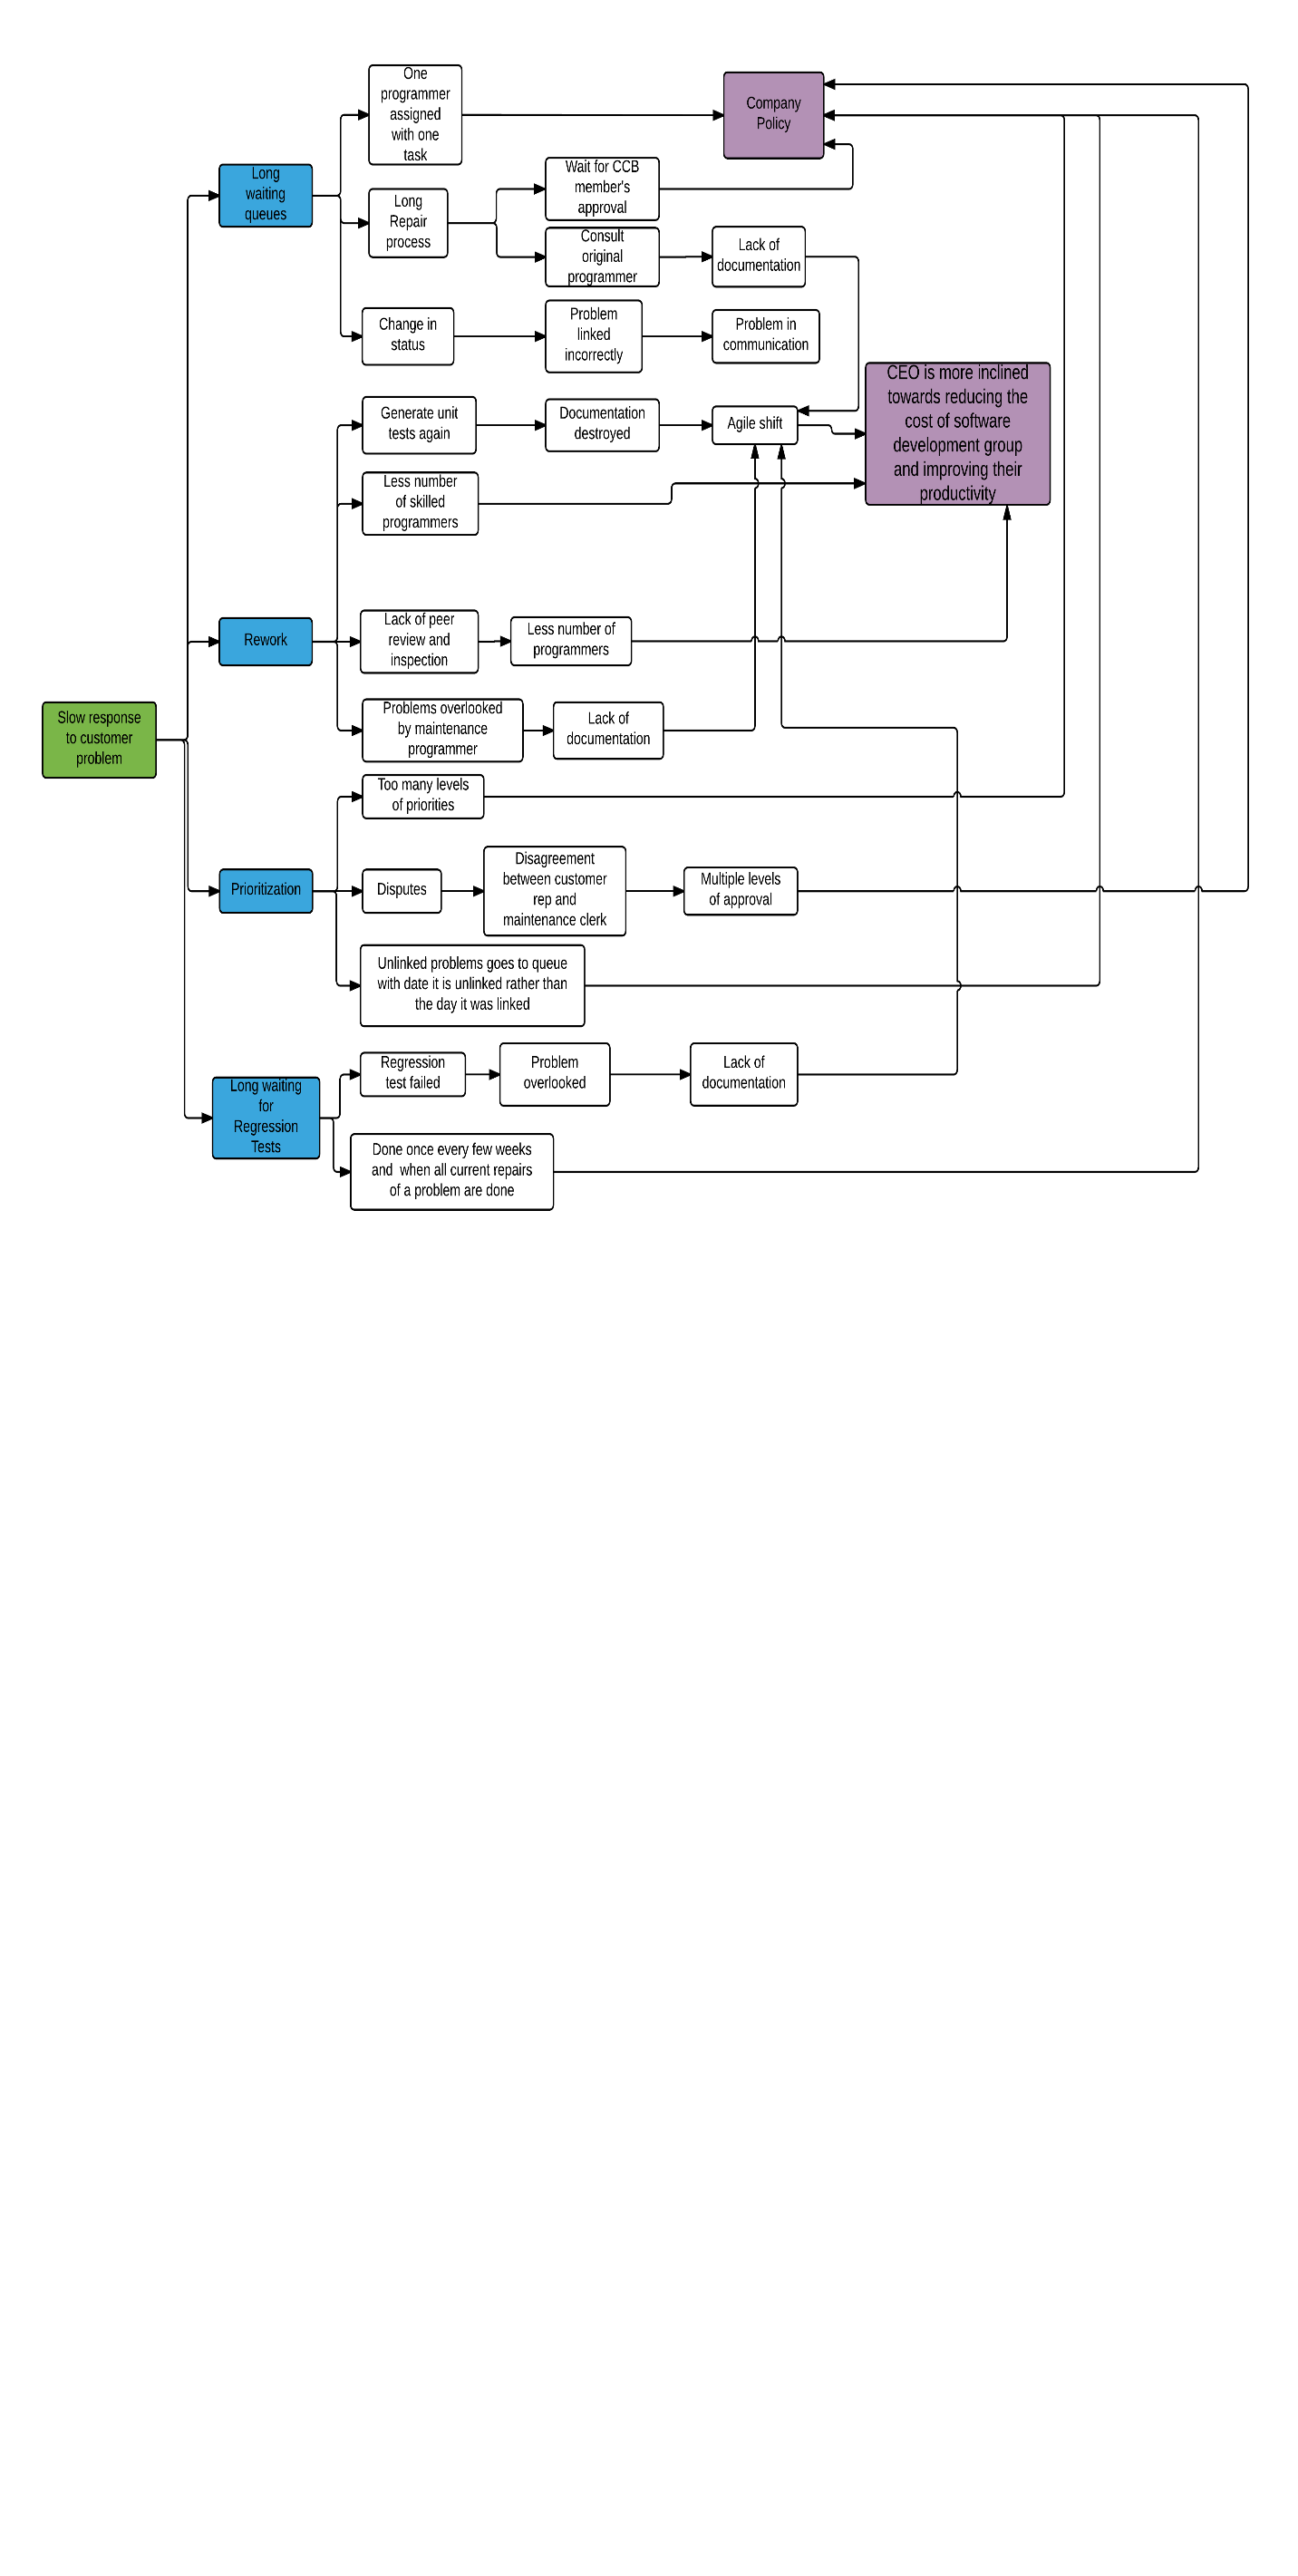 One
programmer
assigned
with one
task
Company
Policy
Long
waiting
queues
Wait for CCB
member's
approval
Long
Repair
process
Consult
original
programmer
Lack of
documentation
Change in
status
Problem
linked
incorrectly
Problem in
communication
CEO is more inclined
towards reducing the
cost of software
development group
and improving their
productivity
Generate unit
tests again
Documentation
destroyed
Agile shift
Less number
of skilled
programmers
Rework
Lack of peer
review and
inspection
Less number of
programmers
Slow response
to customer
problem
Problems overlooked
by maintenance
programmer
Lack of
documentation
Too many levels
of priorities
Prioritization
Disputes
Disagreement
between customer
rep and
maintenance clerk
Multiple levels
of approval
Unlinked problems goes to queue
with date it is unlinked rather than
the day it was linked
Long waiting
for
Regression
Tests
Regression
test failed
Problem
overlooked
Lack of
documentation
Done once every few weeks
and when all current repairs
of a problem are done